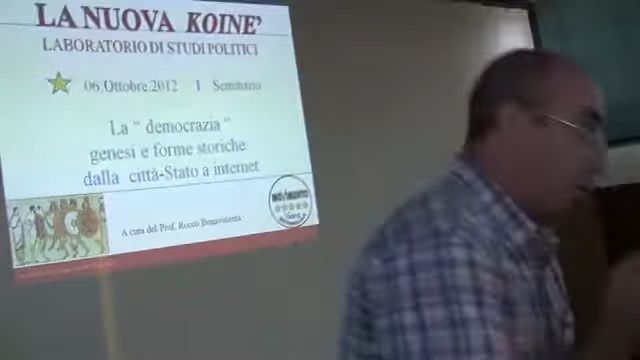 LA NUOVA KOINE'
LABORATORIO DI STUDI POLITICI
06 Ottobre 2012 I Seminario
La " democrazia "
genesi e forme storiche
dalla città-Stato a internet
A cura del Prof. Rocco Benevolenta
MOVIMENTO